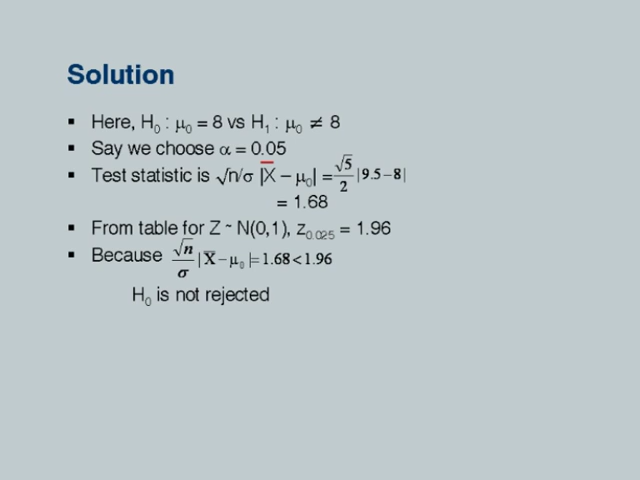 Solution
▪ Here, H₀ : μ₀ = 8 vs H₁ : μ₀ ≠ 8
▪ Say we choose α = 0.05
▪ Test statistic is √n/σ |X̅ – μ₀| = √5/2 |9.5–8|
= 1.68
▪ From table for Z ~ N(0,1), z₀.₀₂₅ = 1.96
▪ Because √n/σ |X̅ – μ₀ |= 1.68 < 1.96
H₀ is not rejected